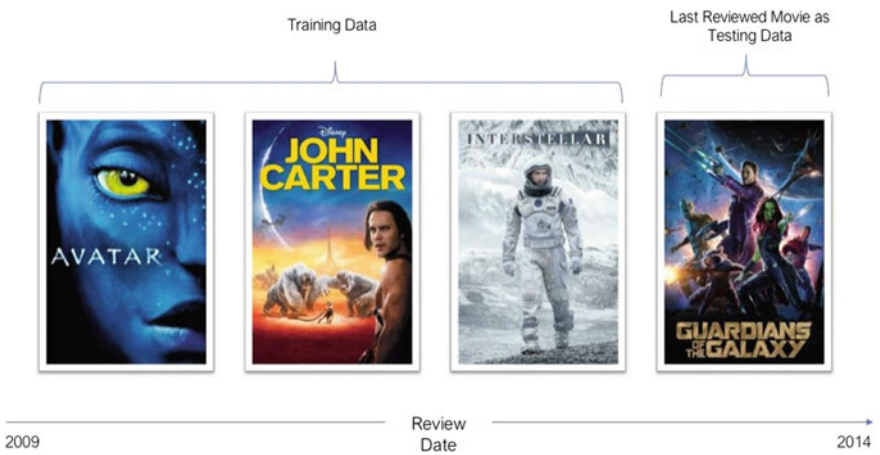 Training Data
Last Reviewed Movie as
Testing Data
AVATAR
Disney
JOHN
CARTER
INTERSTELLAR
GUARDIANS
OF THE GALAXY
Review
Date
2009
2014